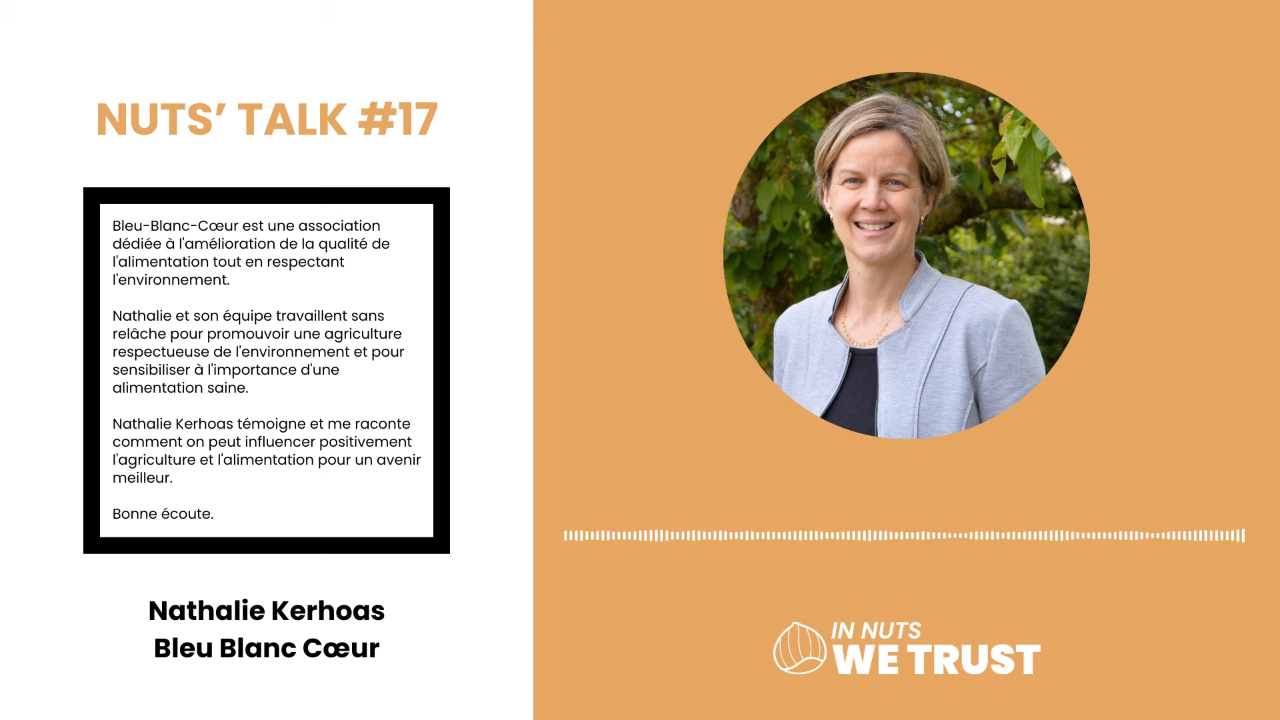 NUTS’ TALK #17
Bleu-Blanc-Cœur est une association
dédiée à l'amélioration de la qualité de
l'alimentation tout en respectant
l'environnement.
Nathalie et son équipe travaillent sans
relâche pour promouvoir une agriculture
respectueuse de l'environnement et pour
sensibiliser à l'importance d'une
alimentation saine.
Nathalie Kerhoas témoigne et me raconte
comment on peut influencer positivement
l'agriculture et l'alimentation pour un avenir
meilleur.
Bonne écoute.
Nathalie Kerhoas
Bleu Blanc Cœur
IN NUTS
WE TRUST